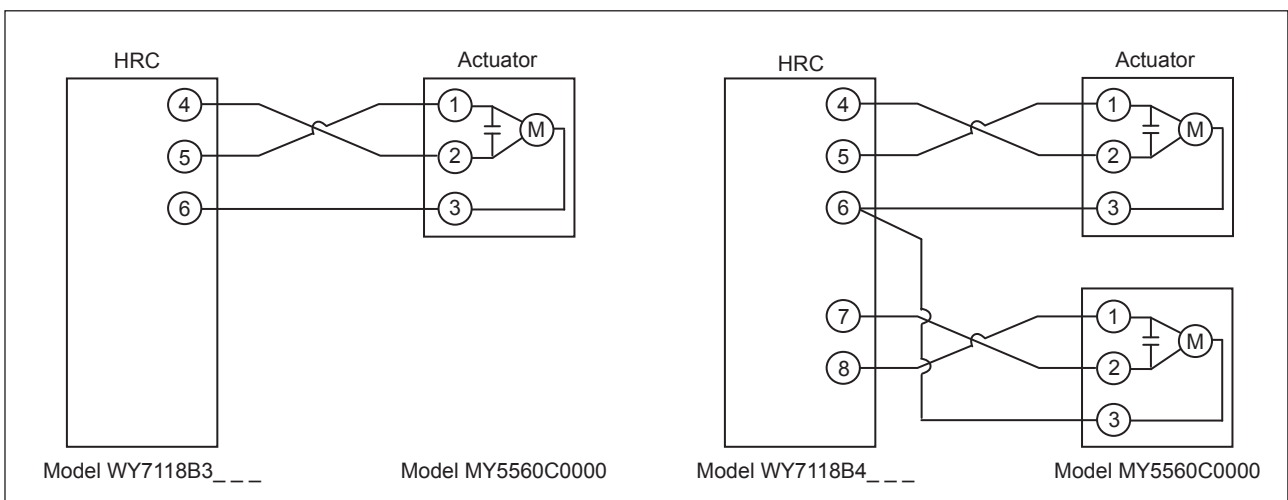 HRC
Actuator
4
5
6
1
2
3
M
Model WY7118B3_ _ _
Model MY5560C0000
HRC
Actuator
4
5
6
7
8
1
2
3
M
1
2
3
M
Model WY7118B4_ _ _
Model MY5560C0000